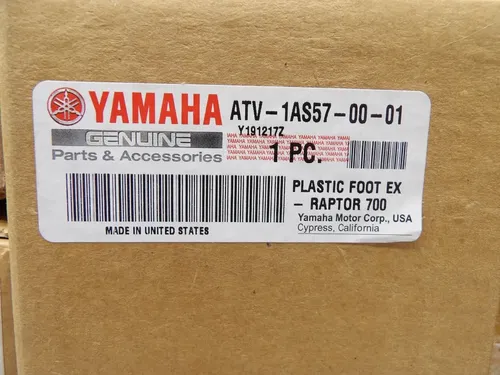 YAMAHA
GENUINE
Parts & Accessories
ATV-1AS57-00-01
Y191217Z
1 PC.
PLASTIC FOOT EX
- RAPTOR 700
Yamaha Motor Corp., USA
Cypress, California
MADE IN UNITED STATES